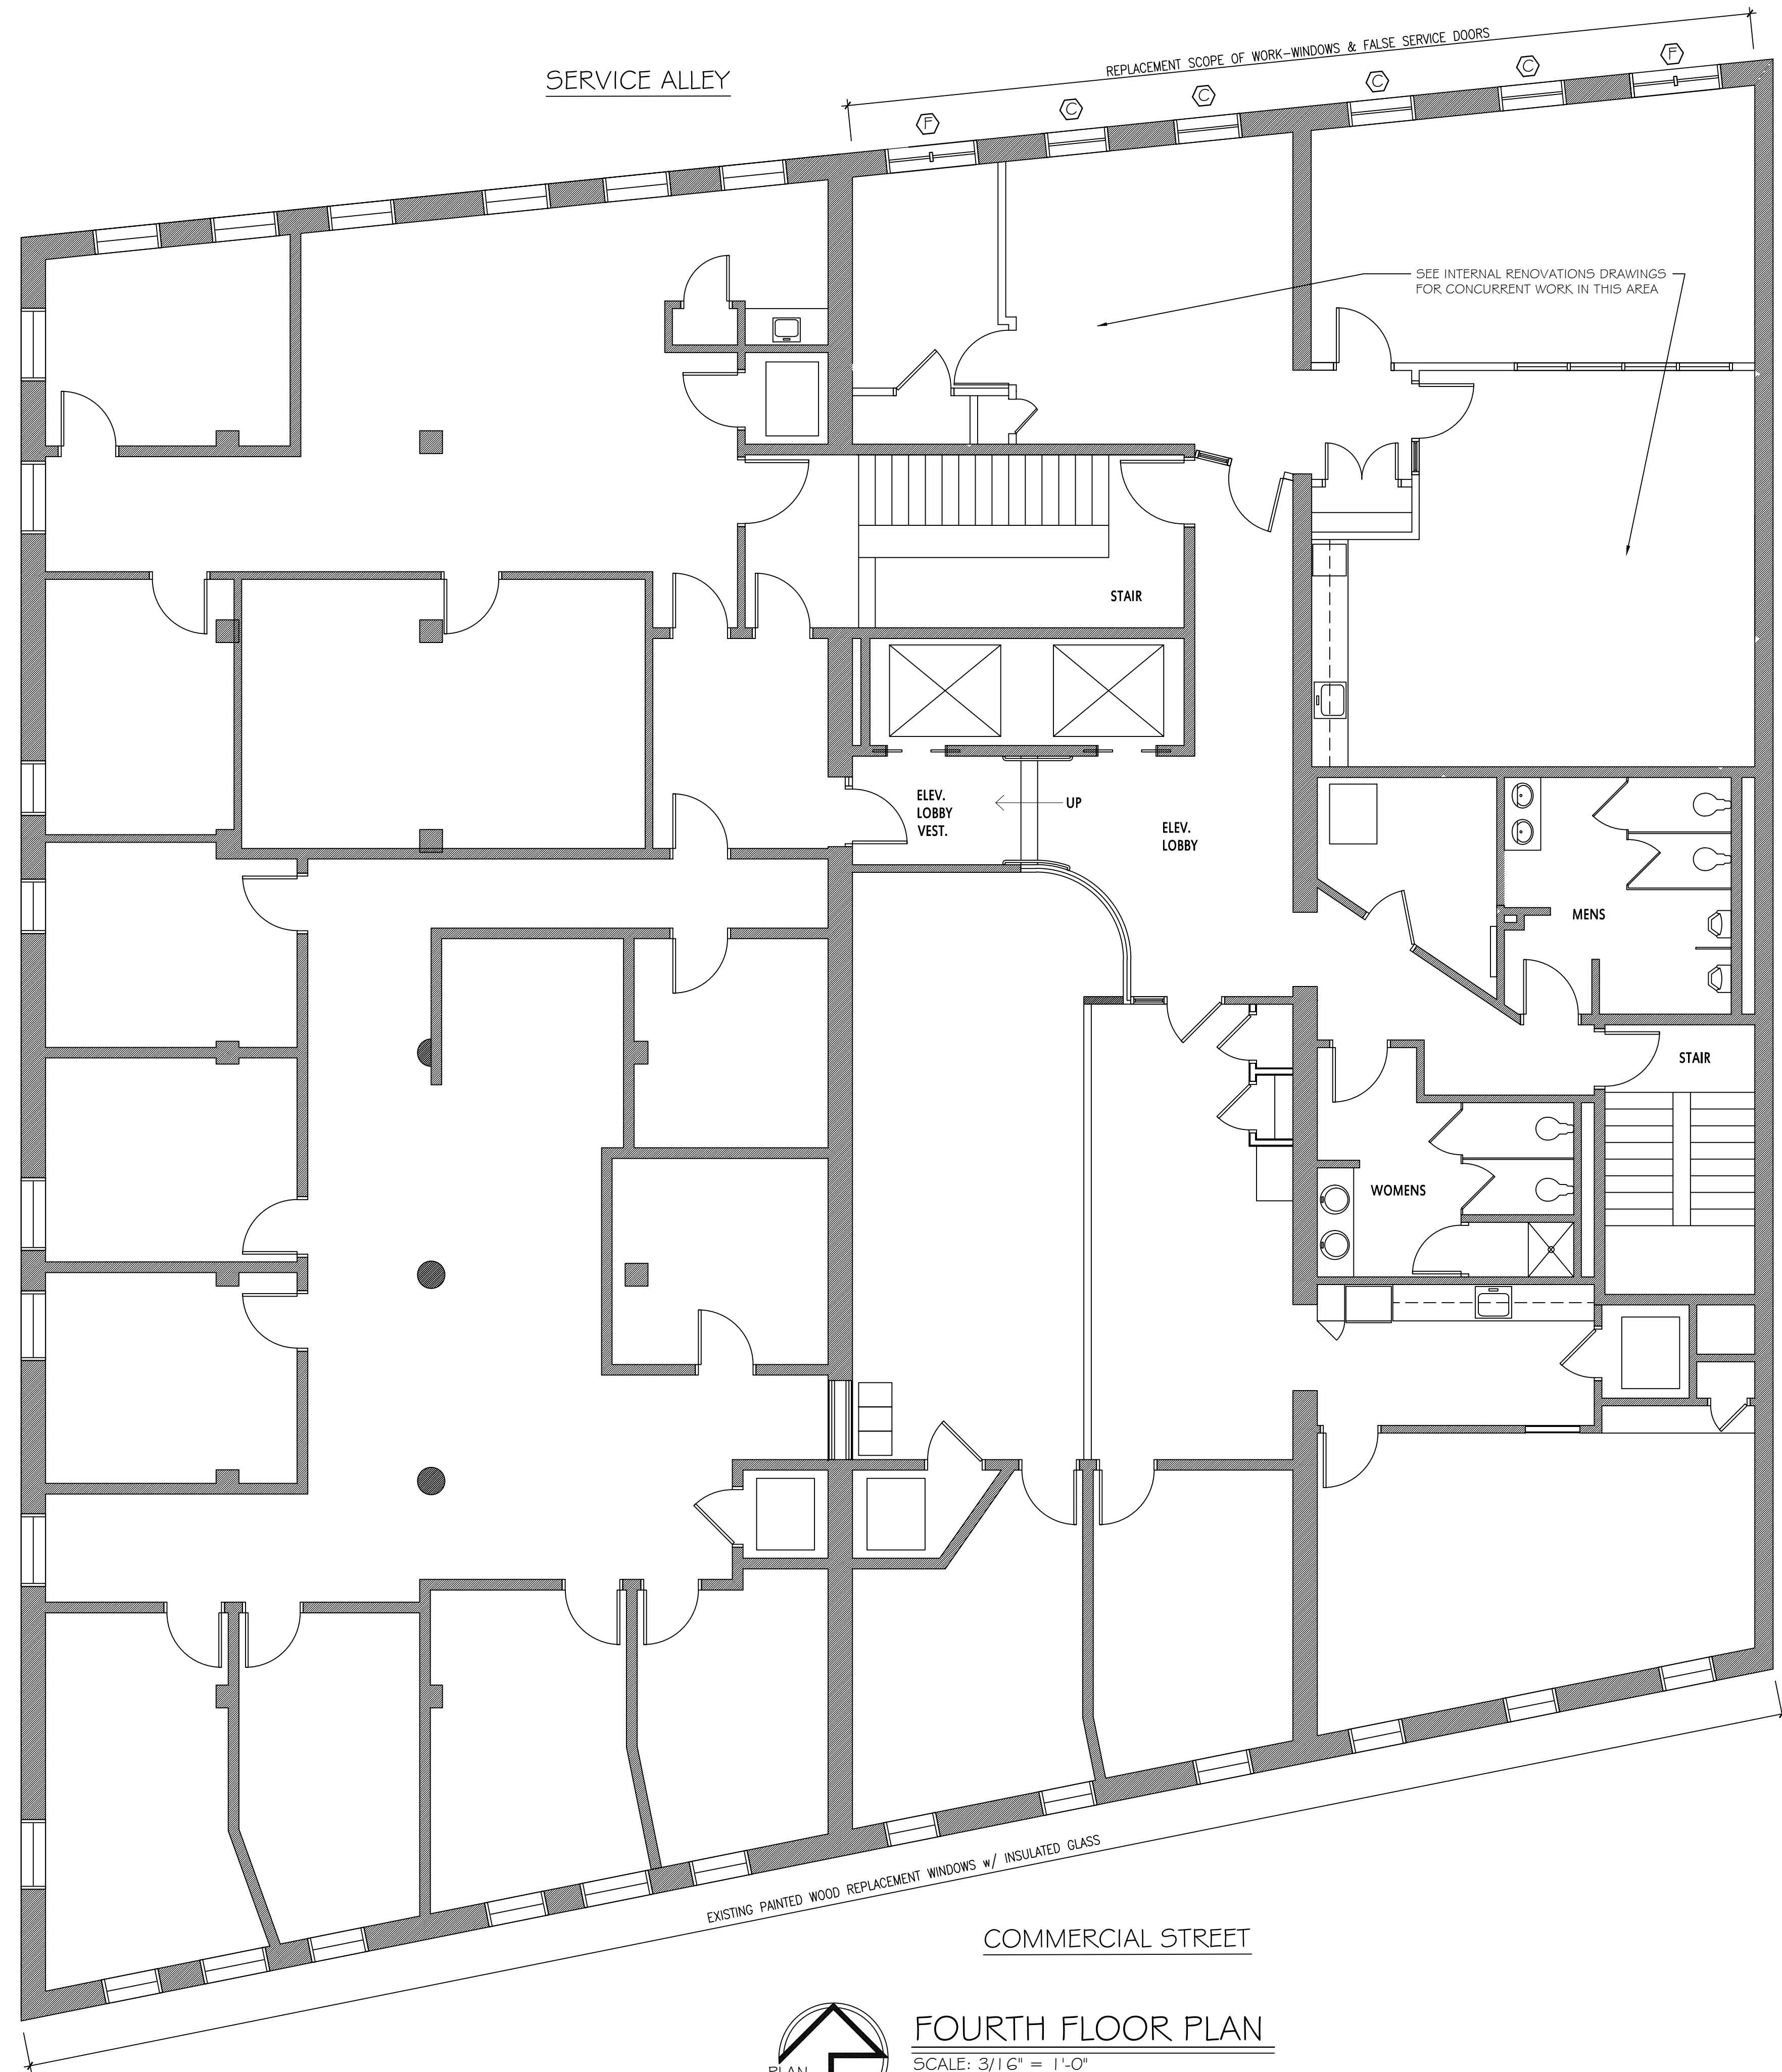 SERVICE ALLEY
REPLACEMENT SCOPE OF WORK-WINDOWS & FALSE SERVICE DOORS
F
C
C
C
C
F
SEE INTERNAL RENOVATIONS DRAWINGS
FOR CONCURRENT WORK IN THIS AREA
STAIR
ELEV.
LOBBY
VEST.
UP
ELEV.
LOBBY
MENS
STAIR
WOMENS
EXISTING PAINTED WOOD REPLACEMENT WINDOWS w/ INSULATED GLASS
COMMERCIAL STREET
FOURTH FLOOR PLAN
SCALE: 3/16" = 1'-0"
PLAN